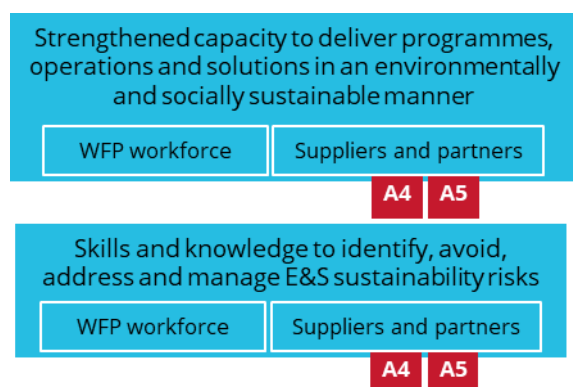 Strengthened capacity to deliver programmes,
operations and solutions in an environmentally
and socially sustainable manner
WFP workforce Suppliers and partners
A4 A5
Skills and knowledge to identify, avoid,
address and manage E&S sustainability risks
WFP workforce Suppliers and partners
A4 A5